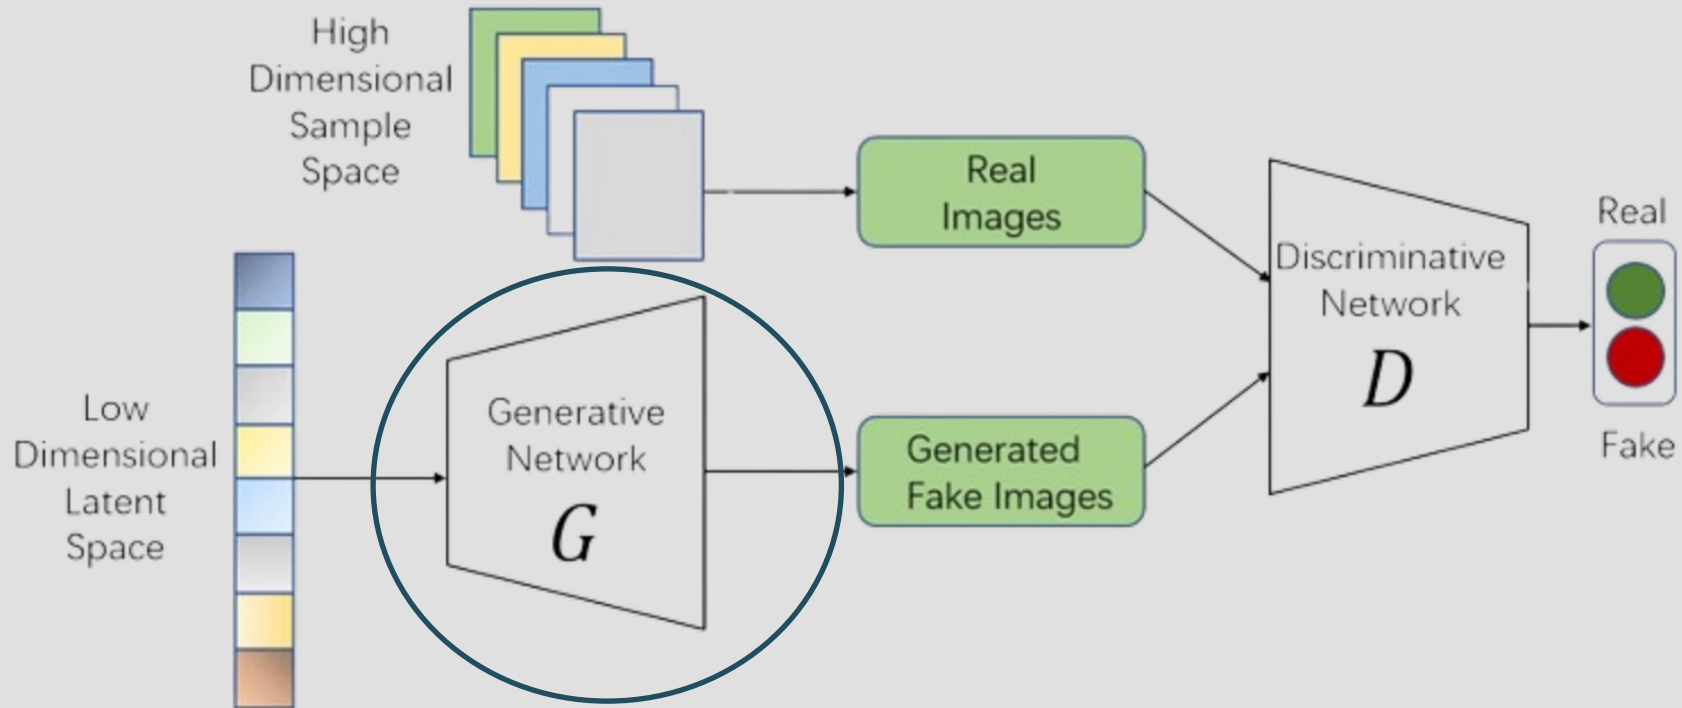 High
Dimensional
Sample
Space
Real
Images
Real
Discriminative
Network
D
Fake
Low
Dimensional
Latent
Space
Generative
Network
G
Generated
Fake Images